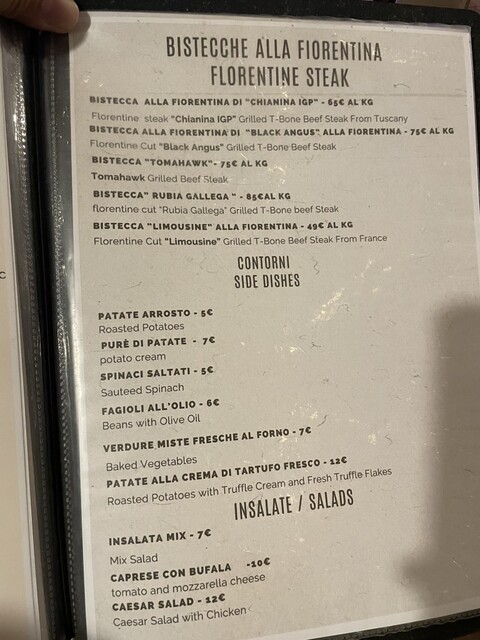 BISTECCHE ALLA FIORENTINA
FLORENTINE STEAK
BISTECCA ALLA FIORENTINA DI "CHIANINA IGP" - 65€ AL KG
Florentine steak "Chianina IGP" Grilled T-Bone Beef Steak From Tuscany
BISTECCA ALLA FIORENTINA DI "BLACK ANGUS" ALLA FIORENTINA - 75€ AL KG
Florentine Cut "Black Angus" Grilled T-Bone Beef Steak
BISTECCA "TOMAHAWK"- 75€ AL KG
Tomahawk Grilled Beef Steak
BISTECCA" RUBIA GALLEGA " - 85€AL KG
florentine cut "Rubia Gallega" Grilled T-Bone beef Steak
BISTECCA "LIMOUSINE" ALLA FIORENTINA - 49€ AL KG
Florentine Cut "Limousine" Grilled T-Bone Beef Steak From France
CONTORNI
SIDE DISHES
PATATE ARROSTO - 5€
Roasted Potatoes
PURÈ DI PATATE - 7€
potato cream
SPINACI SALTATI - 5€
Sauteed Spinach
FAGIOLI ALL'OLIO - 6€
Beans with Olive Oil
VERDURE MISTE FRESCHE AL FORNO - 7€
Baked Vegetables
PATATE ALLA CREMA DI TARTUFO FRESCO - 12€
Roasted Potatoes with Truffle Cream and Fresh Truffle Flakes
INSALATE / SALADS
INSALATA MIX - 7€
Mix Salad
CAPRESE CON BUFALA -10€
tomato and mozzarella cheese
CAESAR SALAD - 12€
Caesar Salad with Chicken
C